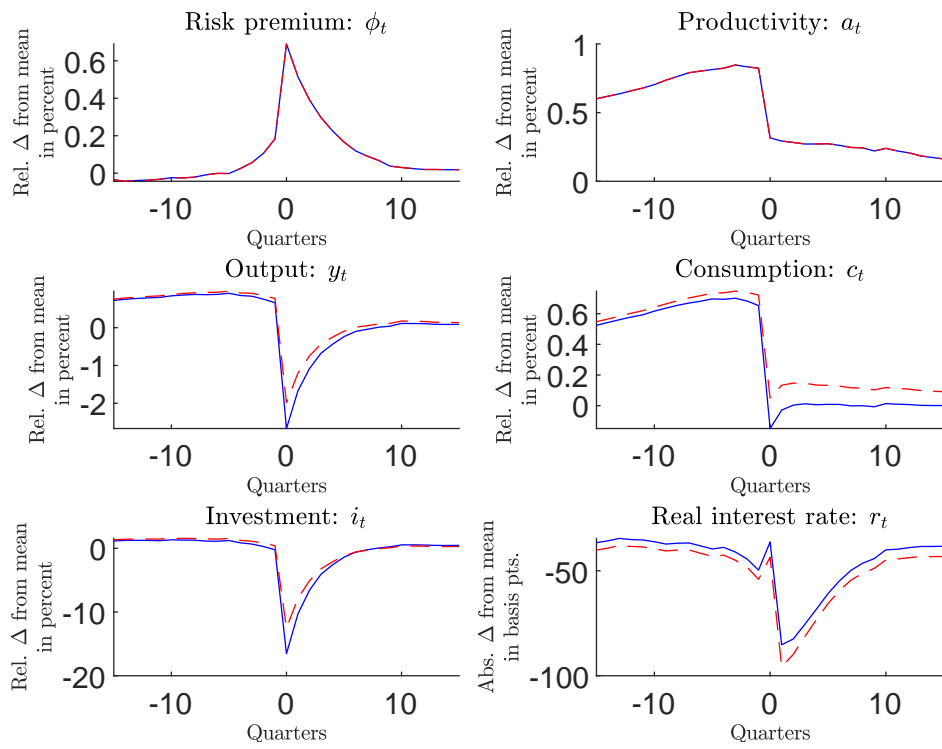 Risk premium: ϕt
Rel. Δ from mean
in percent
0.6
0.4
0.2
0
-10
0
10
Quarters
Productivity: at
Rel. Δ from mean
in percent
1
0.5
0
-10
0
10
Quarters
Output: yt
Rel. Δ from mean
in percent
0
-1
-2
-10
0
10
Quarters
Consumption: ct
Rel. Δ from mean
in percent
0.6
0.4
0.2
0
-10
0
10
Quarters
Investment: it
Rel. Δ from mean
in percent
0
-10
-20
-10
0
10
Quarters
Real interest rate: rt
Abs. Δ from mean
in basis pts.
-50
-100
-10
0
10
Quarters